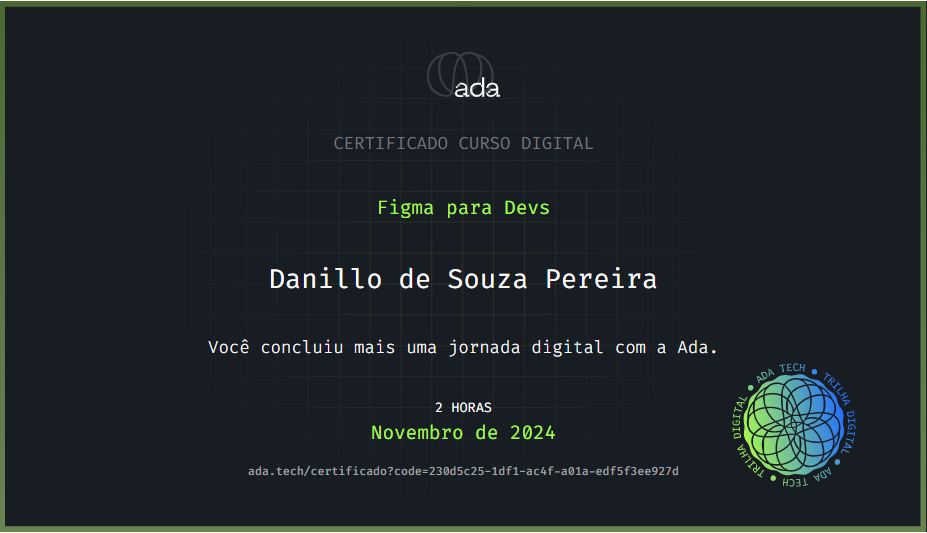 ada
CERTIFICADO CURSO DIGITAL
Figma para Devs
Danillo de Souza Pereira
Você concluiu mais uma jornada digital com a Ada.
2 HORAS
Novembro de 2024
ada.tech/certificado?code=230d5c25-1df1-ac4f-a01a-edf5f3ee927d
ADA TECH • TRILHA DIGITAL • ADA TECH • TRILHA DIGITAL •